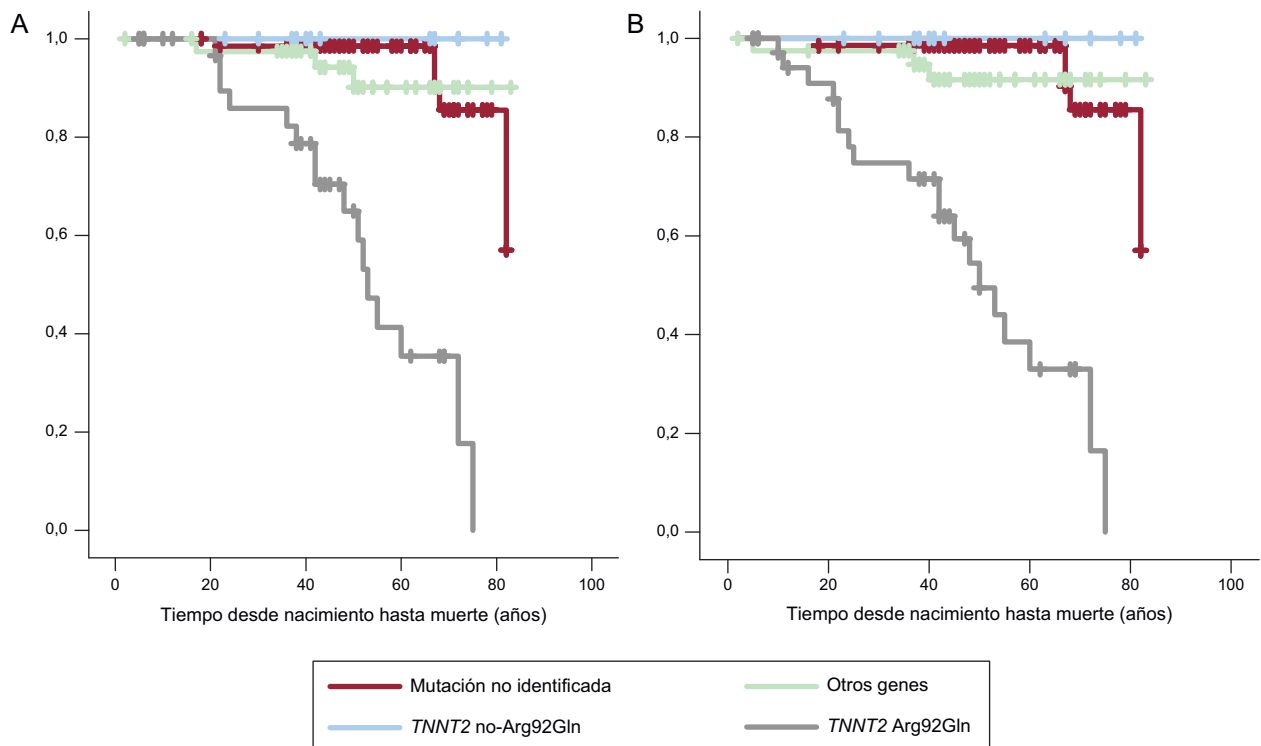 A
B
1,0
0,8
0,6
0,4
0,2
0,0
0 20 40 60 80 100
Tiempo desde nacimiento hasta muerte (años)
1,0
0,8
0,6
0,4
0,2
0,0
0 20 40 60 80 100
Tiempo desde nacimiento hasta muerte (años)
Mutación no identificada
Otros genes
TNNT2 no-Arg92Gln
TNNT2 Arg92Gln